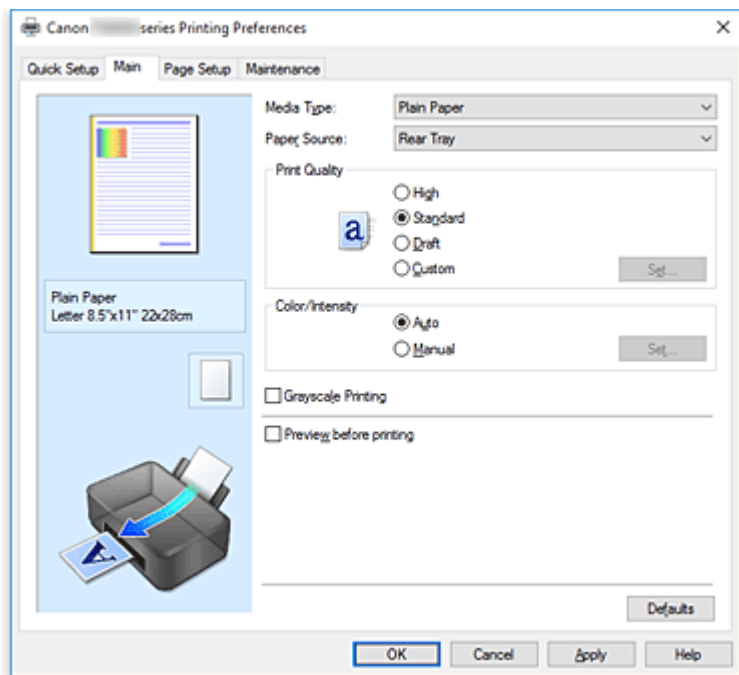 Canon series Printing Preferences
Quick Setup Main Page Setup Maintenance
Media Type: Plain Paper
Paper Source: Rear Tray
Print Quality
High
a Standard
Draft
Custom Set...
Plain Paper
Letter 8.5"x11" 22x28cm
Color/Intensity
Auto
Manual Set...
Grayscale Printing
Preview before printing
A
Defaults
OK Cancel Apply Help